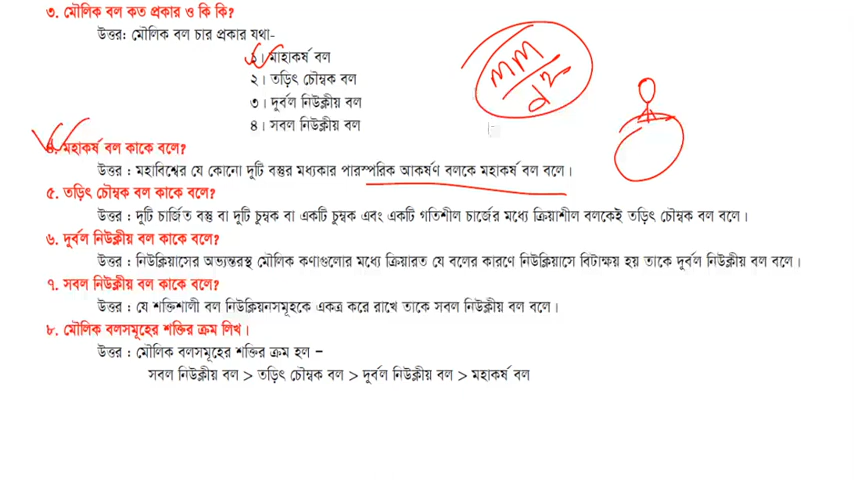 ৩. মৌলিক বল কত প্রকার ও কি কি?
উত্তর: মৌলিক বল চার প্রকার যথা-
১। মাহাকর্ষ বল
২। তড়িৎ চৌম্বক বল
৩। দুর্বল নিউক্লীয় বল
৪। সবল নিউক্লীয় বল
mm
d2
৪. মহাকর্ষ বল কাকে বলে?
উত্তর : মহাবিশ্বের যে কোনো দুটি বস্তুর মধ্যকার পারস্পরিক আকর্ষণ বলকে মহাকর্ষ বল বলে।
৫. তড়িৎ চৌম্বক বল কাকে বলে?
উত্তর : দুটি চার্জিত বস্তু বা দুটি চুম্বক বা একটি চুম্বক এবং একটি গতিশীল চার্জের মধ্যে ক্রিয়াশীল বলকেই তড়িৎ চৌম্বক বল বলে।
৬. দুর্বল নিউক্লীয় বল কাকে বলে?
উত্তর : নিউক্লিয়াসের অভ্যন্তরস্থ মৌলিক কণাগুলোর মধ্যে ক্রিয়ারত যে বলের কারণে নিউক্লিয়াসে বিটাক্ষয় হয় তাকে দুর্বল নিউক্লীয় বল বলে।
৭. সবল নিউক্লীয় বল কাকে বলে?
উত্তর : যে শক্তিশালী বল নিউক্লিয়নসমূহকে একত্র করে রাখে তাকে সবল নিউক্লীয় বল বলে।
৮. মৌলিক বলসমূহের শক্তির ক্রম লিখ।
উত্তর : মৌলিক বলসমূহের শক্তির ক্রম হল –
সবল নিউক্লীয় বল > তড়িৎ চৌম্বক বল > দুর্বল নিউক্লীয় বল > মহাকর্ষ বল